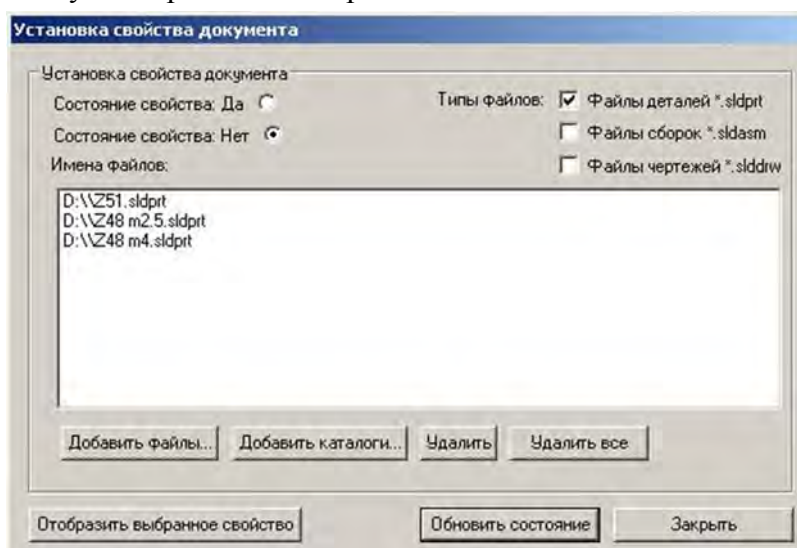 Установка свойства документа
Установка свойства документа
Состояние свойства: Да
Типы файлов: Файлы деталей *.sldprt
Состояние свойства: Нет
Файлы сборок *.sldasm
Имена файлов:
Файлы чертежей *.slddrw
D:\\Z51.sldprt
D:\\Z48 m2.5.sldprt
D:\\Z48 m4.sldprt
Добавить файлы... Добавить каталоги... Удалить Удалить все
Отобразить выбранное свойство Обновить состояние Закрыть